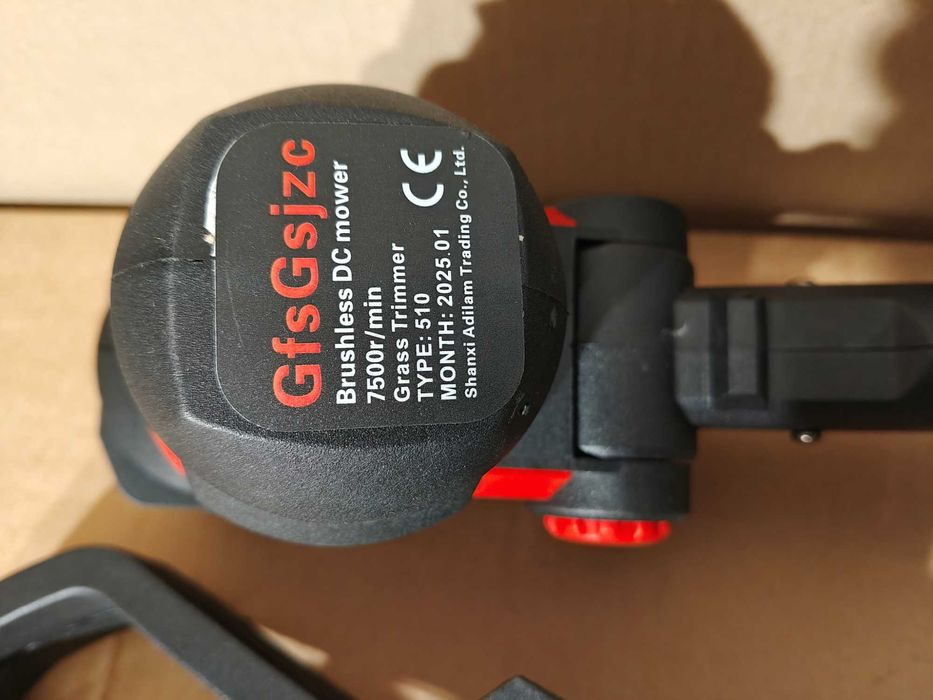 GfsGsjzc
Brushless DC mower
7500r/min
Grass Trimmer
TYPE: 510
MONTH: 2025.01
Shanxi Adilam Trading Co., Ltd.
CE